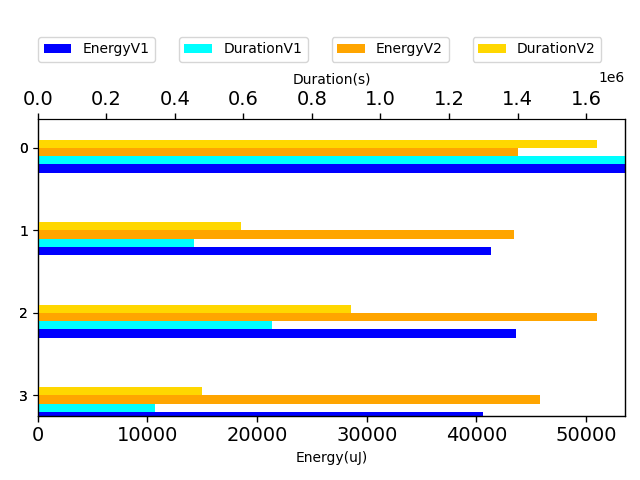 EnergyV1 DurationV1 EnergyV2 DurationV2
Duration(s)
1e6
0.0 0.2 0.4 0.6 0.8 1.0 1.2 1.4 1.6
0
1
2
3
0 10000 20000 30000 40000 50000
Energy(uJ)